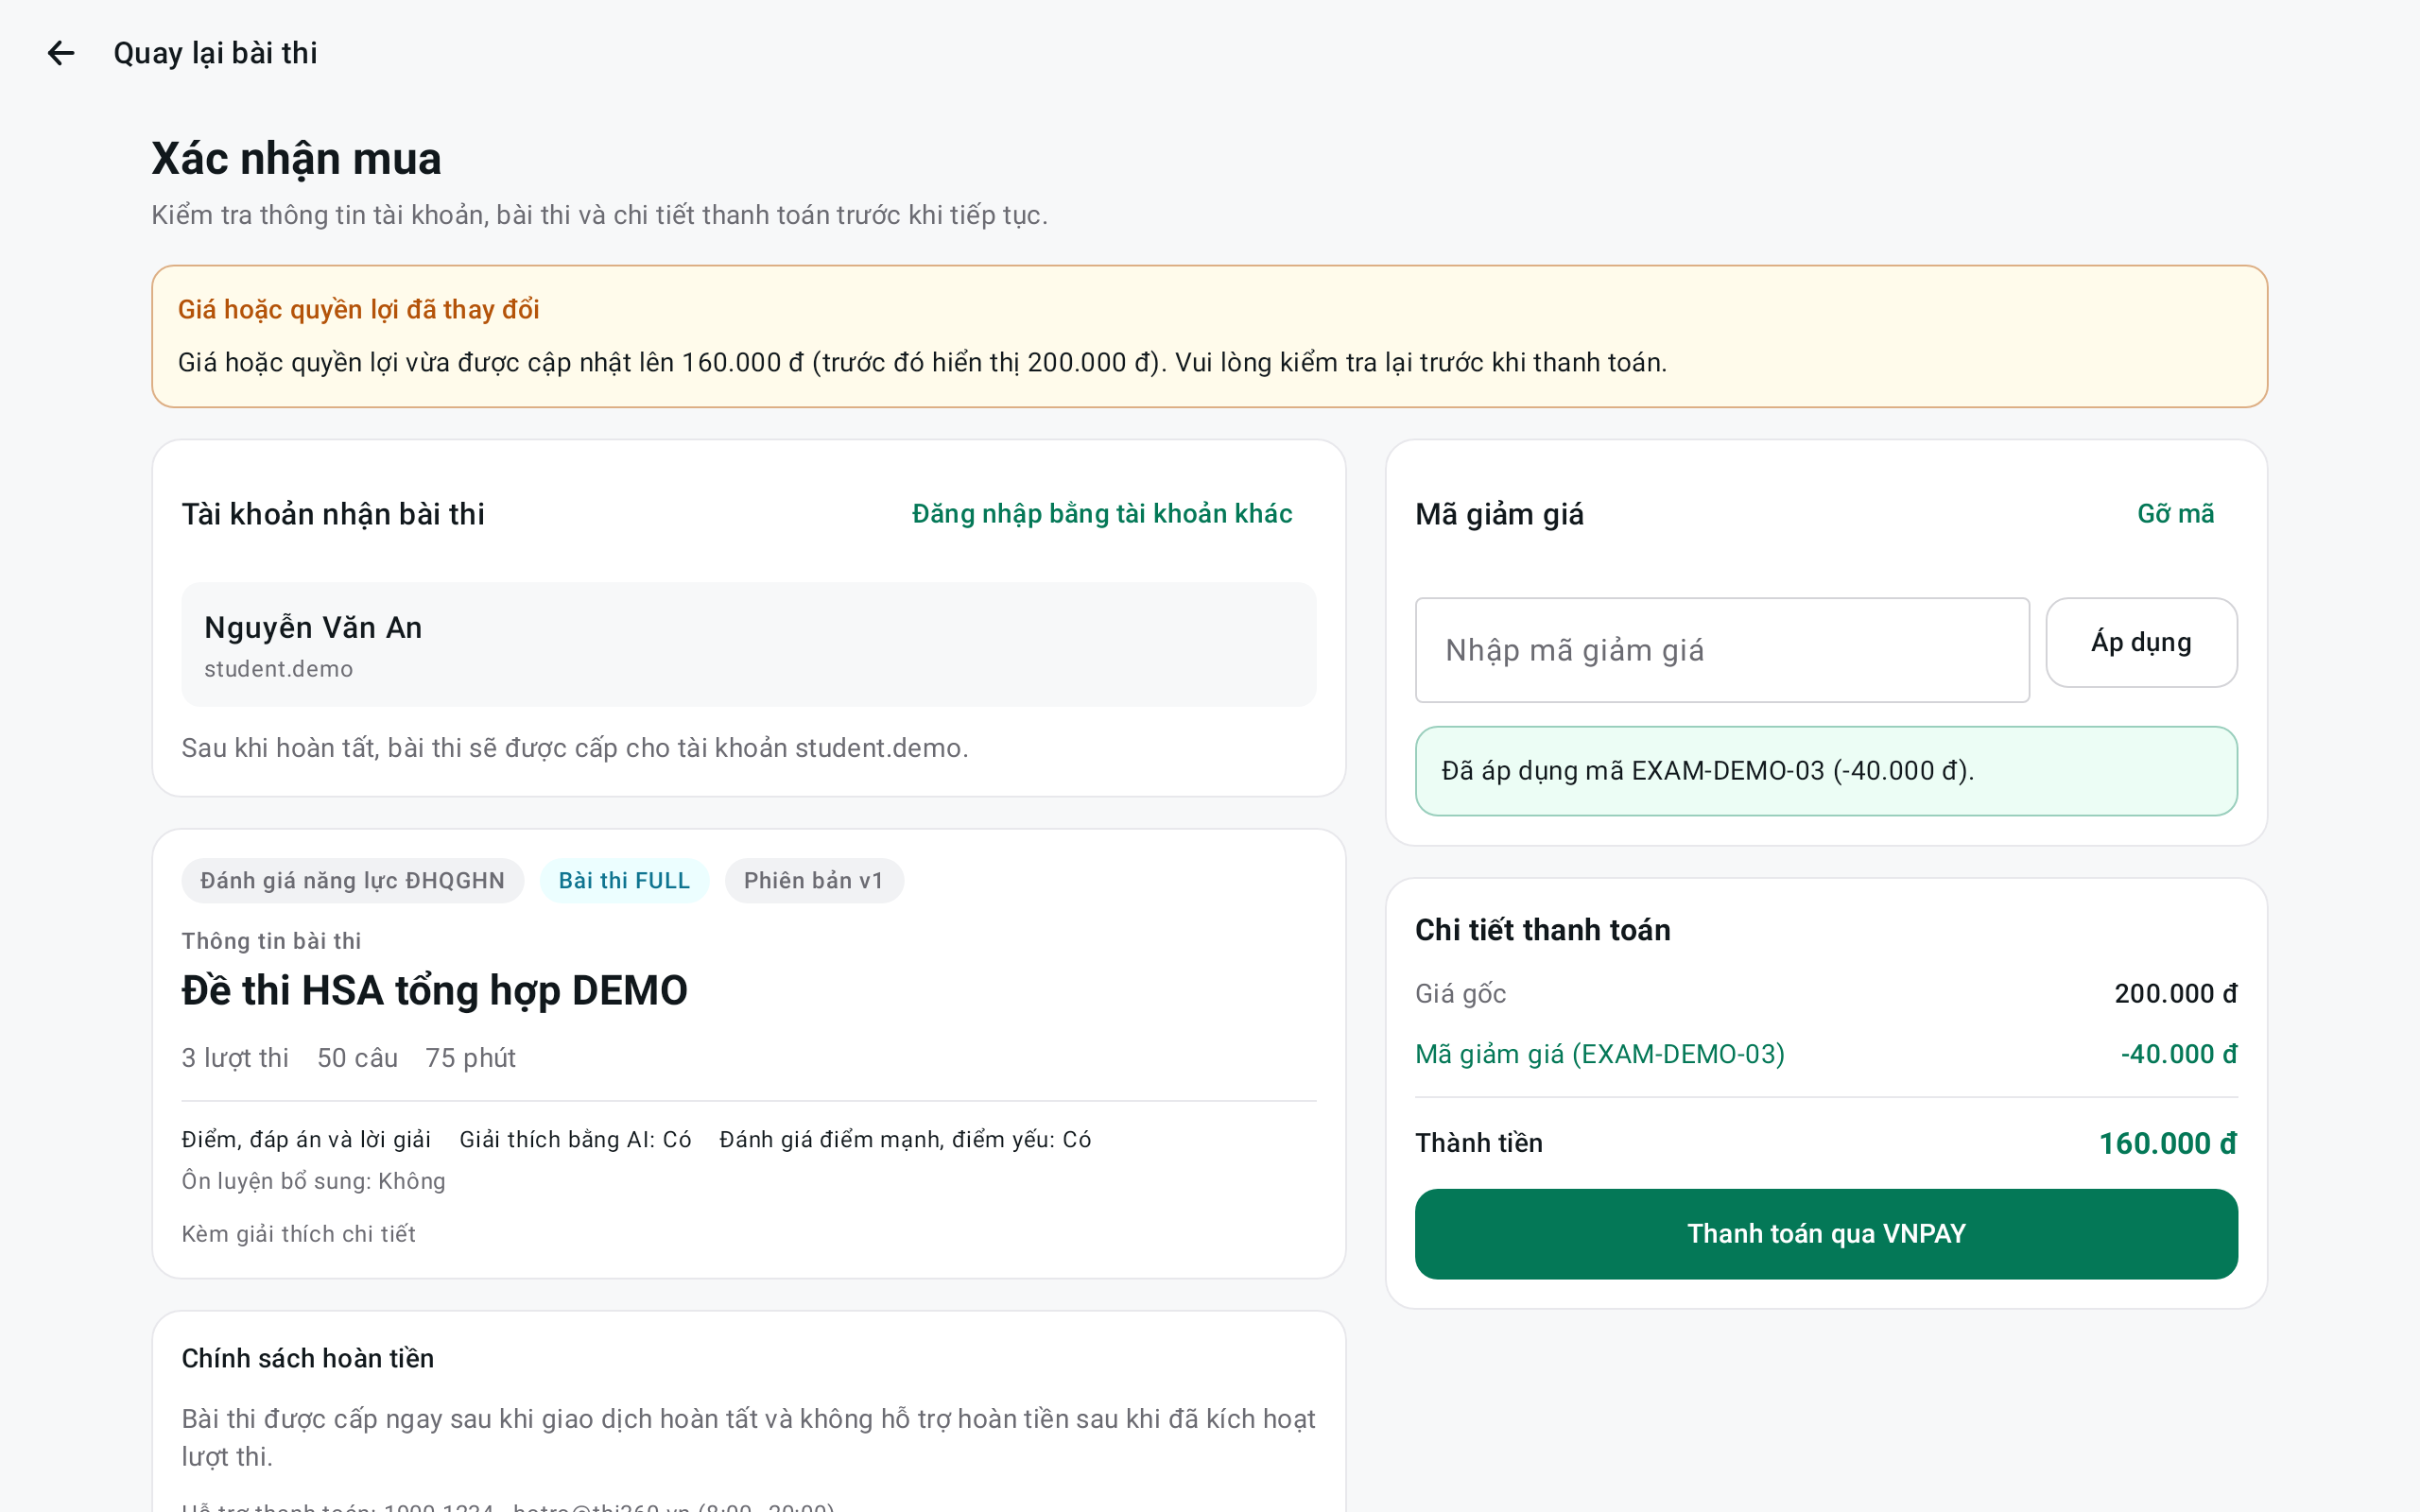 Quay lại bài thi
Xác nhận mua
Kiểm tra thông tin tài khoản, bài thi và chi tiết thanh toán trước khi tiếp tục.
Giá hoặc quyền lợi đã thay đổi
Giá hoặc quyền lợi vừa được cập nhật lên 160.000 đ (trước đó hiển thị 200.000 đ). Vui lòng kiểm tra lại trước khi thanh toán.
Tài khoản nhận bài thi
Đăng nhập bằng tài khoản khác
Nguyễn Văn An
student.demo
Sau khi hoàn tất, bài thi sẽ được cấp cho tài khoản student.demo.
Đánh giá năng lực ĐHQGHN
Bài thi FULL
Phiên bản v1
Thông tin bài thi
Đề thi HSA tổng hợp DEMO
3 lượt thi 50 câu 75 phút
Điểm, đáp án và lời giải Giải thích bằng AI: Có Đánh giá điểm mạnh, điểm yếu: Có
Ôn luyện bổ sung: Không
Kèm giải thích chi tiết
Chính sách hoàn tiền
Bài thi được cấp ngay sau khi giao dịch hoàn tất và không hỗ trợ hoàn tiền sau khi đã kích hoạt
lượt thi.
Hỗ trợ thanh toán: 1900 1234
Mã giảm giá
Gỡ mã
Nhập mã giảm giá
Áp dụng
Đã áp dụng mã EXAM-DEMO-03 (-40.000 đ).
Chi tiết thanh toán
Giá gốc 200.000 đ
Mã giảm giá (EXAM-DEMO-03) -40.000 đ
Thành tiền 160.000 đ
Thanh toán qua VNPAY